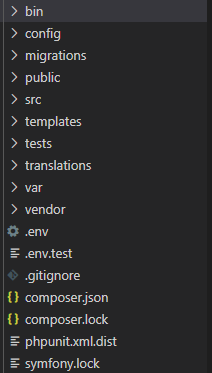 bin
config
migrations
public
src
templates
tests
translations
var
vendor
.env
.env.test
.gitignore
composer.json
composer.lock
phpunit.xml.dist
symfony.lock